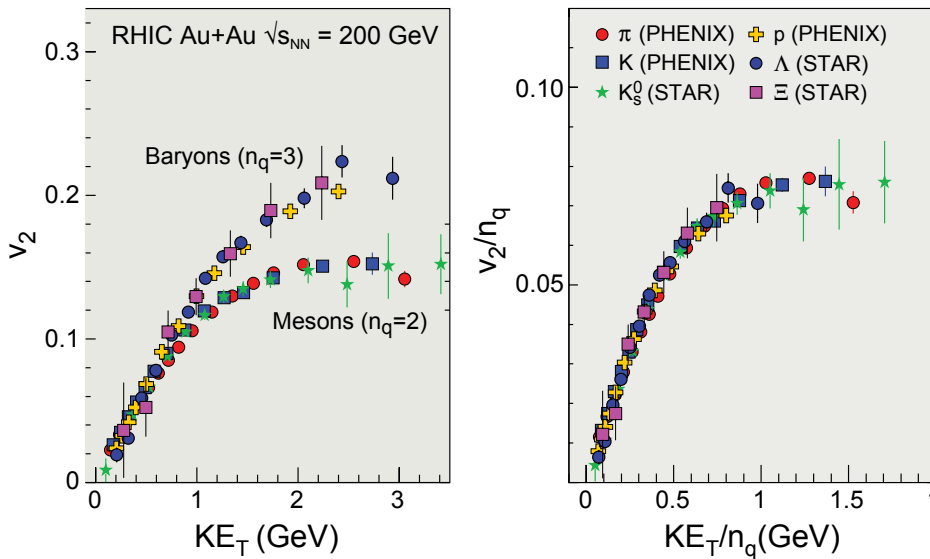 RHIC Au+Au √sNN = 200 GeV
Baryons (nq=3)
Mesons (nq=2)
v2
0.3
0.2
0.1
0
0 1 2 3
KET (GeV)
π (PHENIX) p (PHENIX)
K (PHENIX) Λ (STAR)
K0s (STAR) Ξ (STAR)
v2/nq
0.10
0.05
0 0.5 1 1.5 2
KET/nq(GeV)